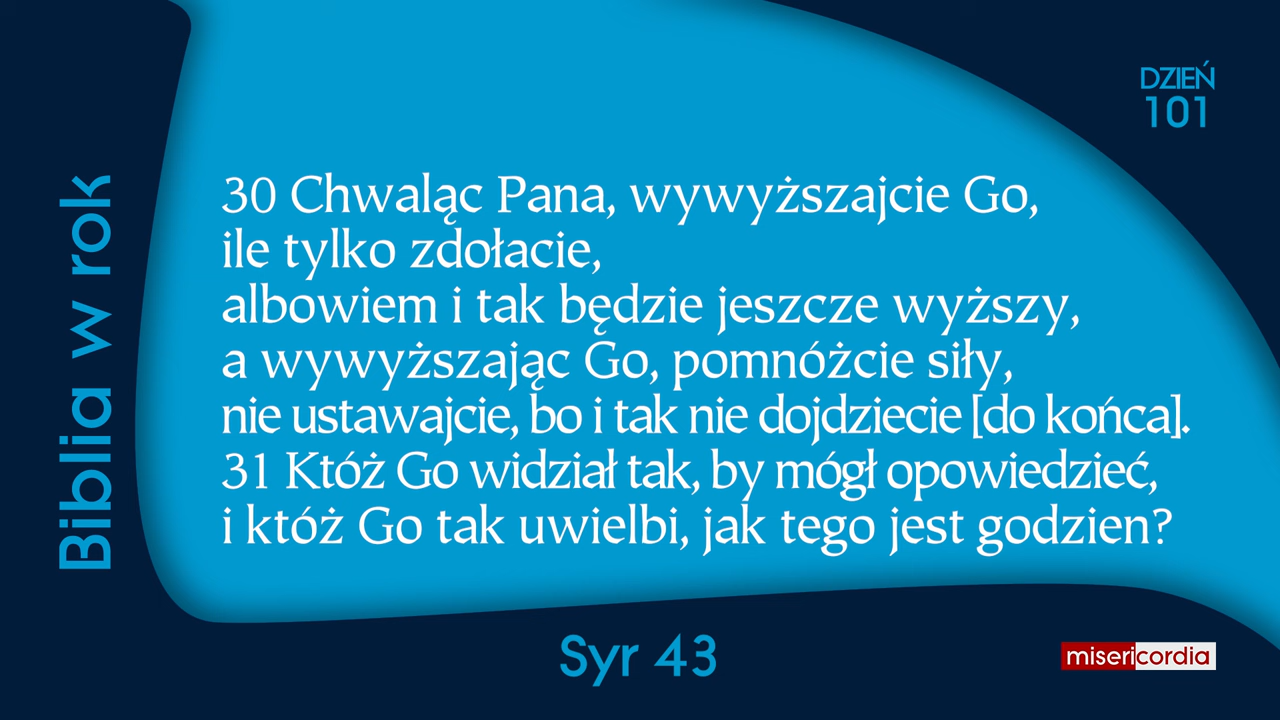 DZIEŃ
101
Biblia w rok
30 Chwaląc Pana, wywyższajcie Go,
ile tylko zdołacie,
albowiem i tak będzie jeszcze wyższy,
a wywyższając Go, pomnóżcie siły,
nie ustawajcie, bo i tak nie dojdziecie [do końca].
31 Któż Go widział tak, by mógł opowiedzieć,
i któż Go tak uwielbi, jak tego jest godzien?
Syr 43
misericordia